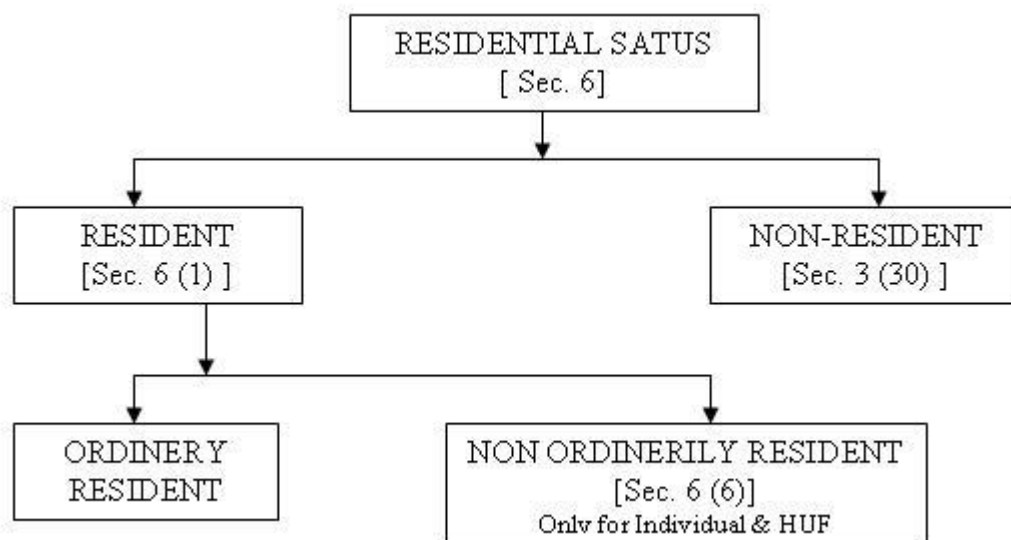 RESIDENTIAL SATUS
[ Sec. 6]
RESIDENT
[Sec. 6 (1) ]
NON-RESIDENT
[Sec. 3 (30) ]
ORDINERY
RESIDENT
NON ORDINERILY RESIDENT
[Sec. 6 (6)]
Only for Individual & HUF